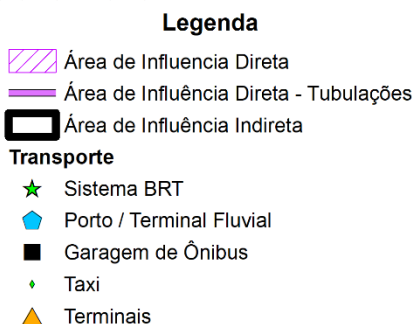 Legenda
Área de Influencia Direta
Área de Influência Direta - Tubulações
Área de Influência Indireta
Transporte
Sistema BRT
Porto / Terminal Fluvial
Garagem de Ônibus
Taxi
Terminais